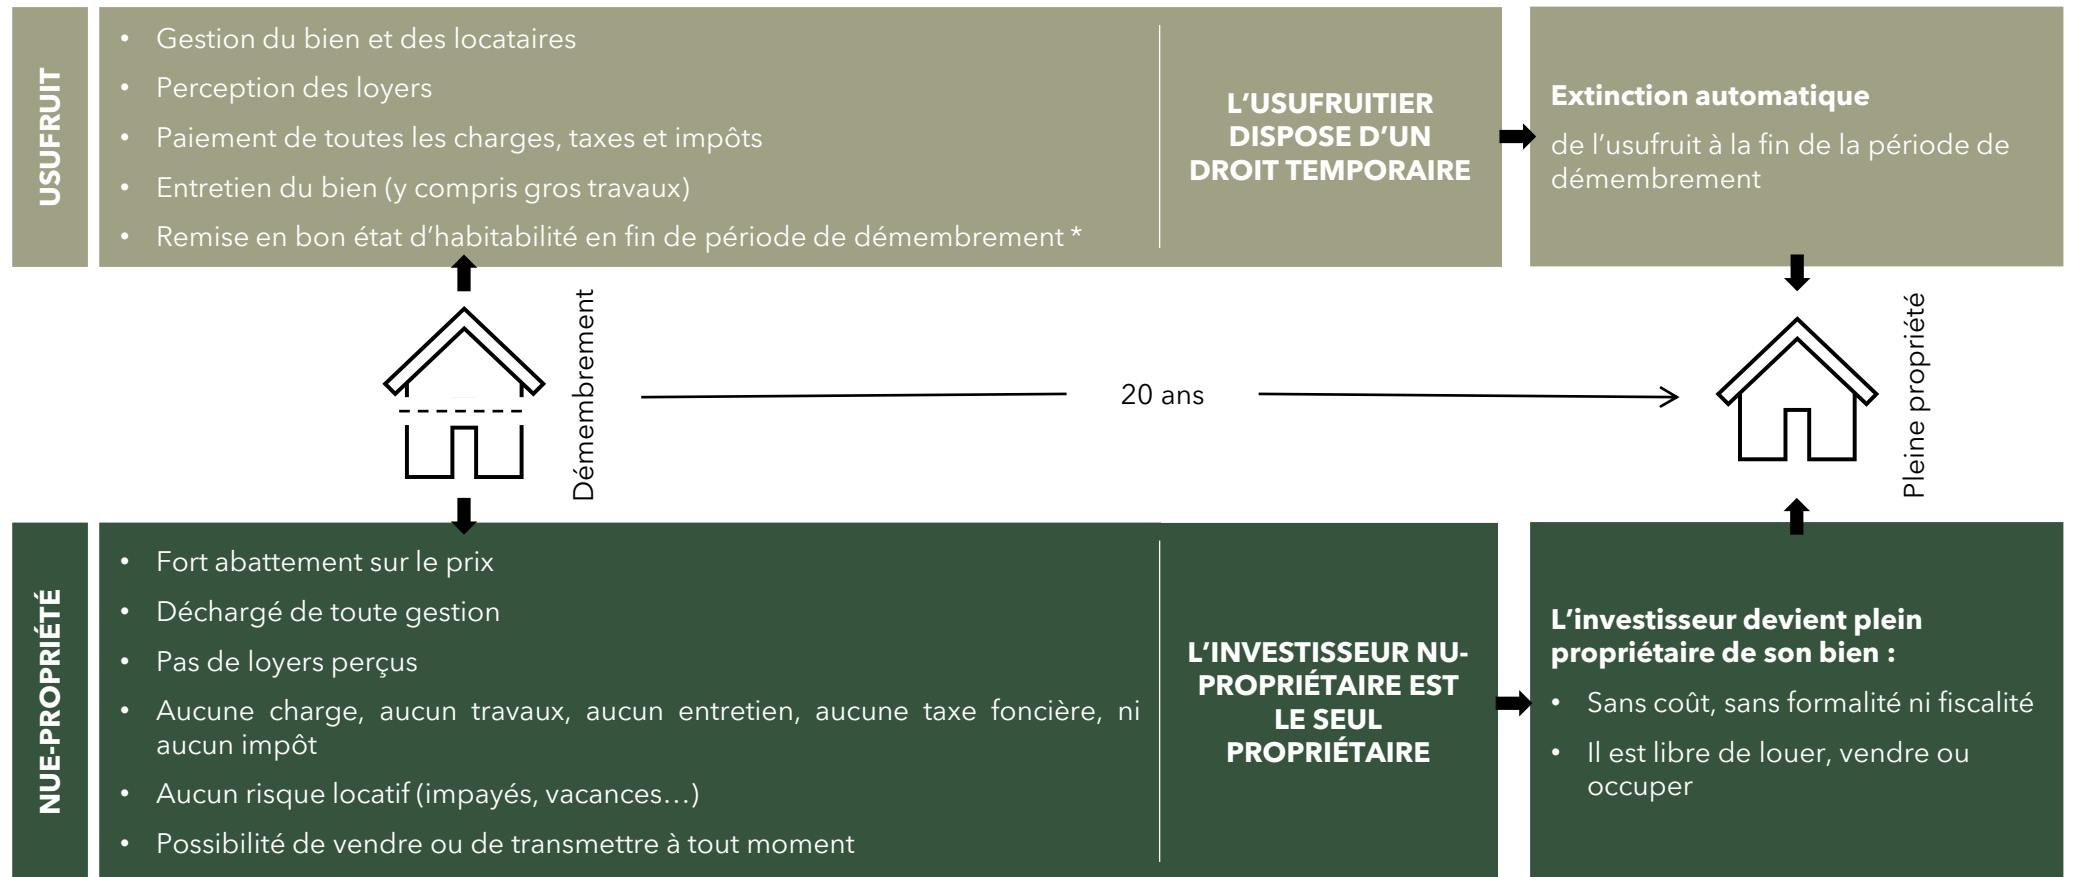 USUFRUIT
• Gestion du bien et des locataires
• Perception des loyers
• Paiement de toutes les charges, taxes et impôts
• Entretien du bien (y compris gros travaux)
• Remise en bon état d’habitabilité en fin de période de démembrement *
L’USUFRUITIER
DISPOSE D’UN
DROIT TEMPORAIRE
Extinction automatique
de l’usufruit à la fin de la période de
démembrement
Démembrement
20 ans
Pleine propriété
NUE-PROPRIÉTÉ
• Fort abattement sur le prix
• Déchargé de toute gestion
• Pas de loyers perçus
• Aucune charge, aucun travaux, aucun entretien, aucune taxe foncière, ni
aucun impôt
• Aucun risque locatif (impayés, vacances…)
• Possibilité de vendre ou de transmettre à tout moment
L’INVESTISSEUR NU-
PROPRIÉTAIRE EST
LE SEUL
PROPRIÉTAIRE
L’investisseur devient plein
propriétaire de son bien :
• Sans coût, sans formalité ni fiscalité
• Il est libre de louer, vendre ou
occuper